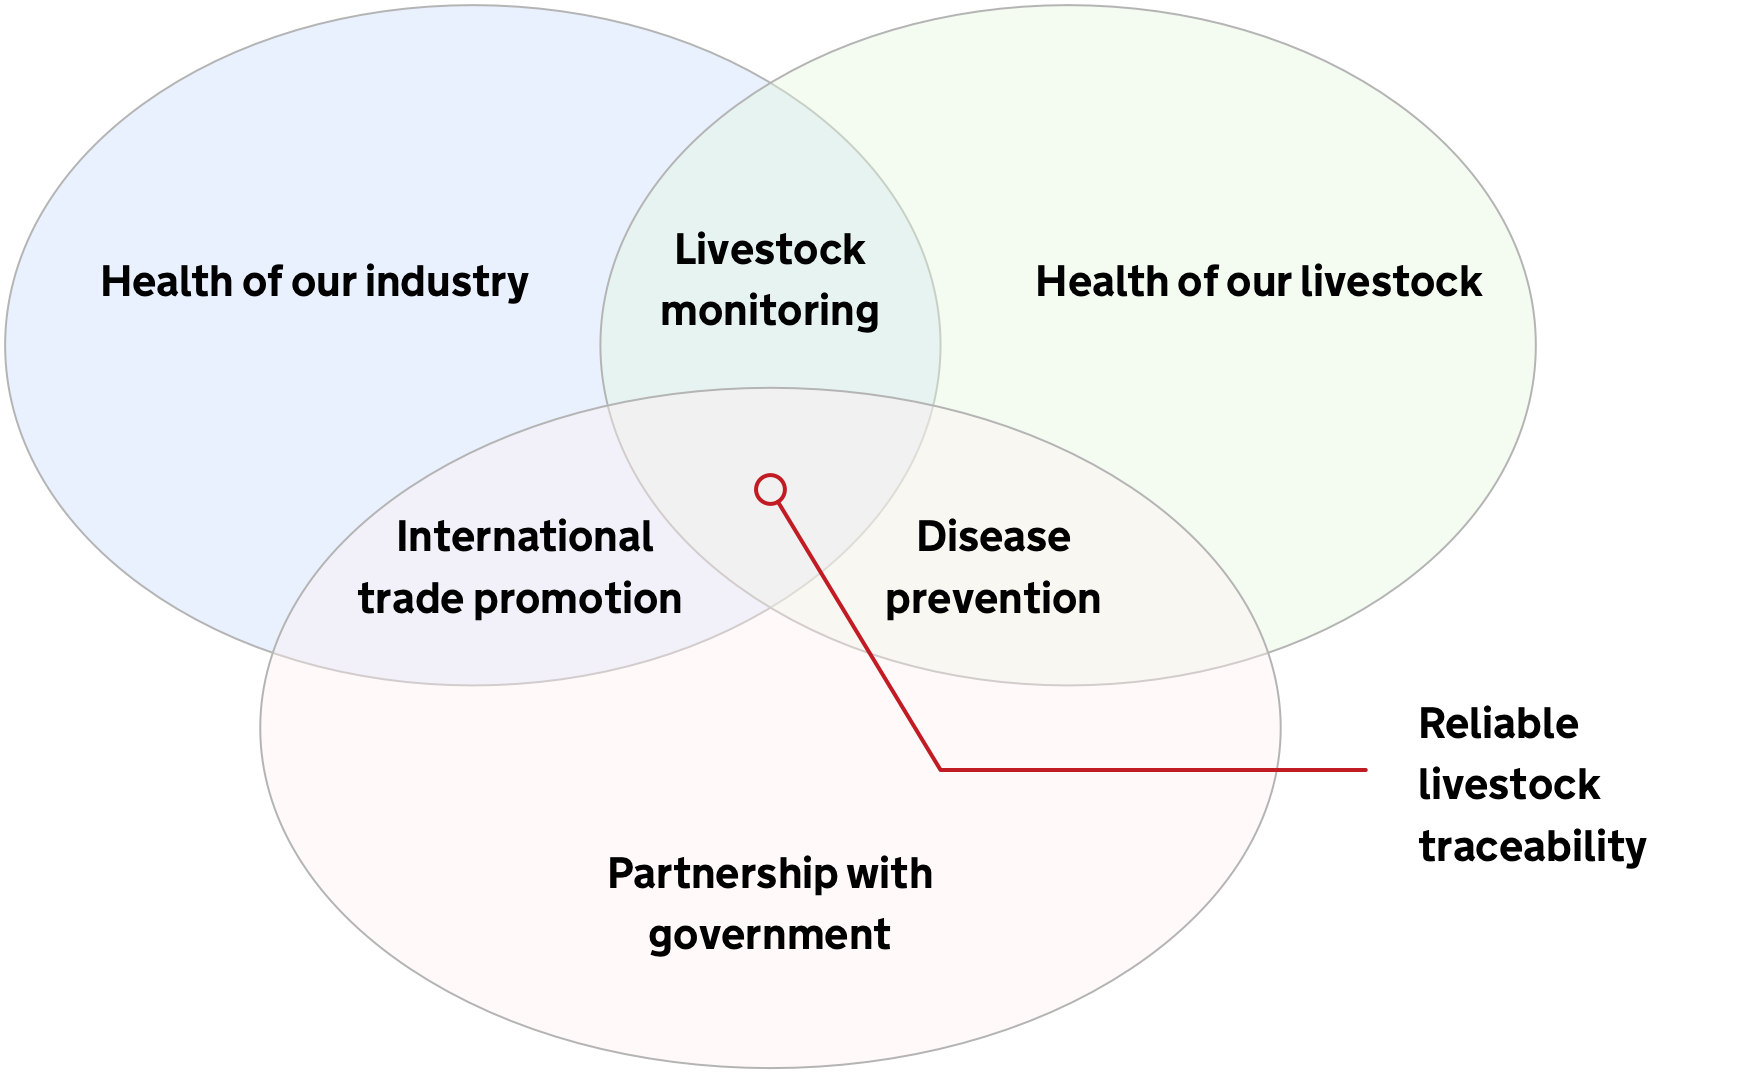 Health of our industry
Livestock
monitoring
Health of our livestock
International
trade promotion
Disease
prevention
Reliable
livestock
traceability
Partnership with
government